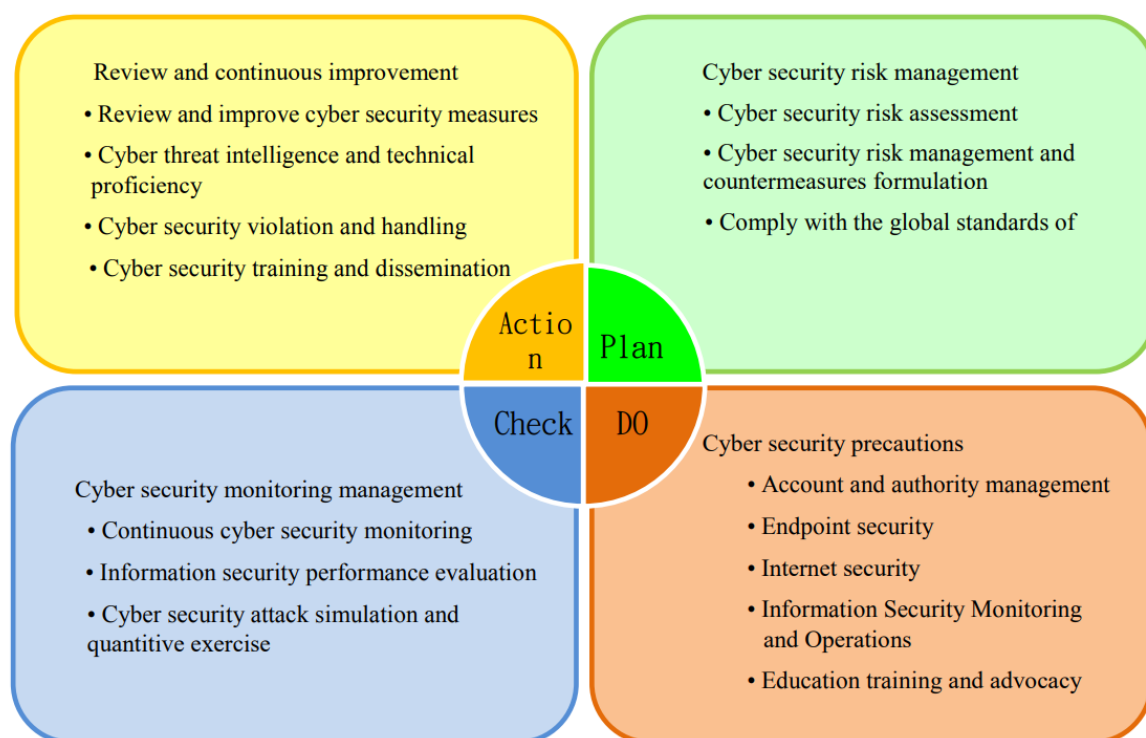 Review and continuous improvement
• Review and improve cyber security measures
• Cyber threat intelligence and technical
proficiency
• Cyber security violation and handling
• Cyber security training and dissemination
Cyber security risk management
• Cyber security risk assessment
• Cyber security risk management and
countermeasures formulation
• Comply with the global standards of
Actio
n
Plan
Check
DO
Cyber security monitoring management
• Continuous cyber security monitoring
• Information security performance evaluation
• Cyber security attack simulation and
quantitive exercise
Cyber security precautions
• Account and authority management
• Endpoint security
• Internet security
• Information Security Monitoring
and Operations
• Education training and advocacy